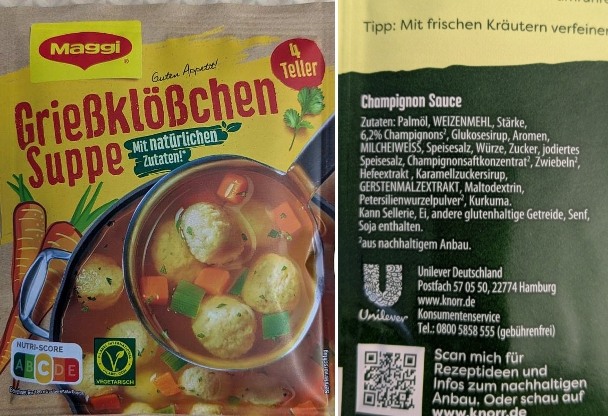 Maggi
Guten Appetit!
4
Teller
Grießklößchen
Suppe
Mit natürlichen
Zutaten!*
NUTRI-SCORE
A B C D E
VEGETARISCH
Tipp: Mit frischen Kräutern verfeiner
Champignon Sauce
Zutaten: Palmöl, WEIZENMEHL, Stärke,
6,2% Champignons², Glukosesirup, Aromen,
MILCHEIWEISS, Speisesalz, Würze, Zucker, jodiertes
Speisesalz, Champignonsaftkonzentrat², Zwiebeln²,
Hefeextrakt, Karamellzuckersirup,
GERSTENMALZEXTRAKT, Maltodextrin,
Petersilienwurzelpulver², Kurkuma.
Kann Sellerie, Ei, andere glutenhaltige Getreide, Senf,
Soja enthalten.
²aus nachhaltigem Anbau.
Unilever
Unilever Deutschland
Postfach 57 05 50, 22774 Hamburg
www.knorr.de
Konsumentenservice
Tel.: 0800 5858 555 (gebührenfrei)
Scan mich für
Rezeptideen und
Infos zum nachhaltigen
Anbau. Oder schau auf